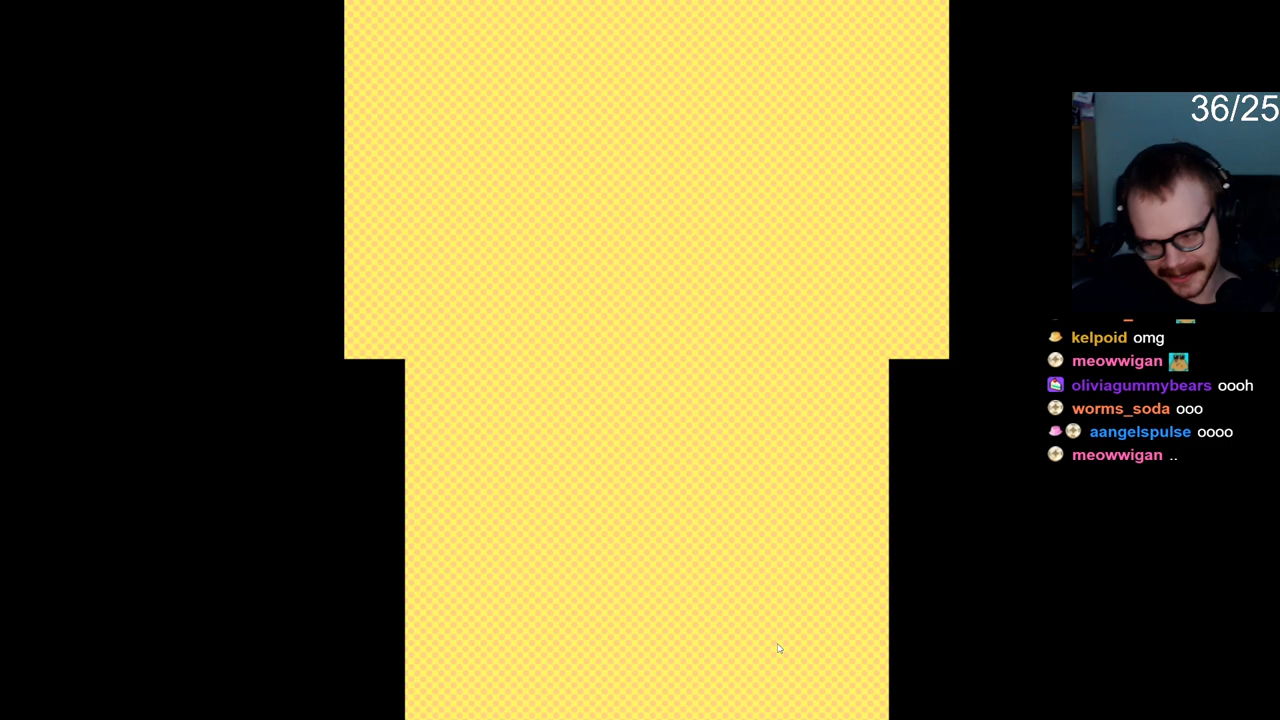 36/25
kelpoid omg
meowwigan
oliviagummybears oooh
worms_soda ooo
aangelspulse oooo
meowwigan ..